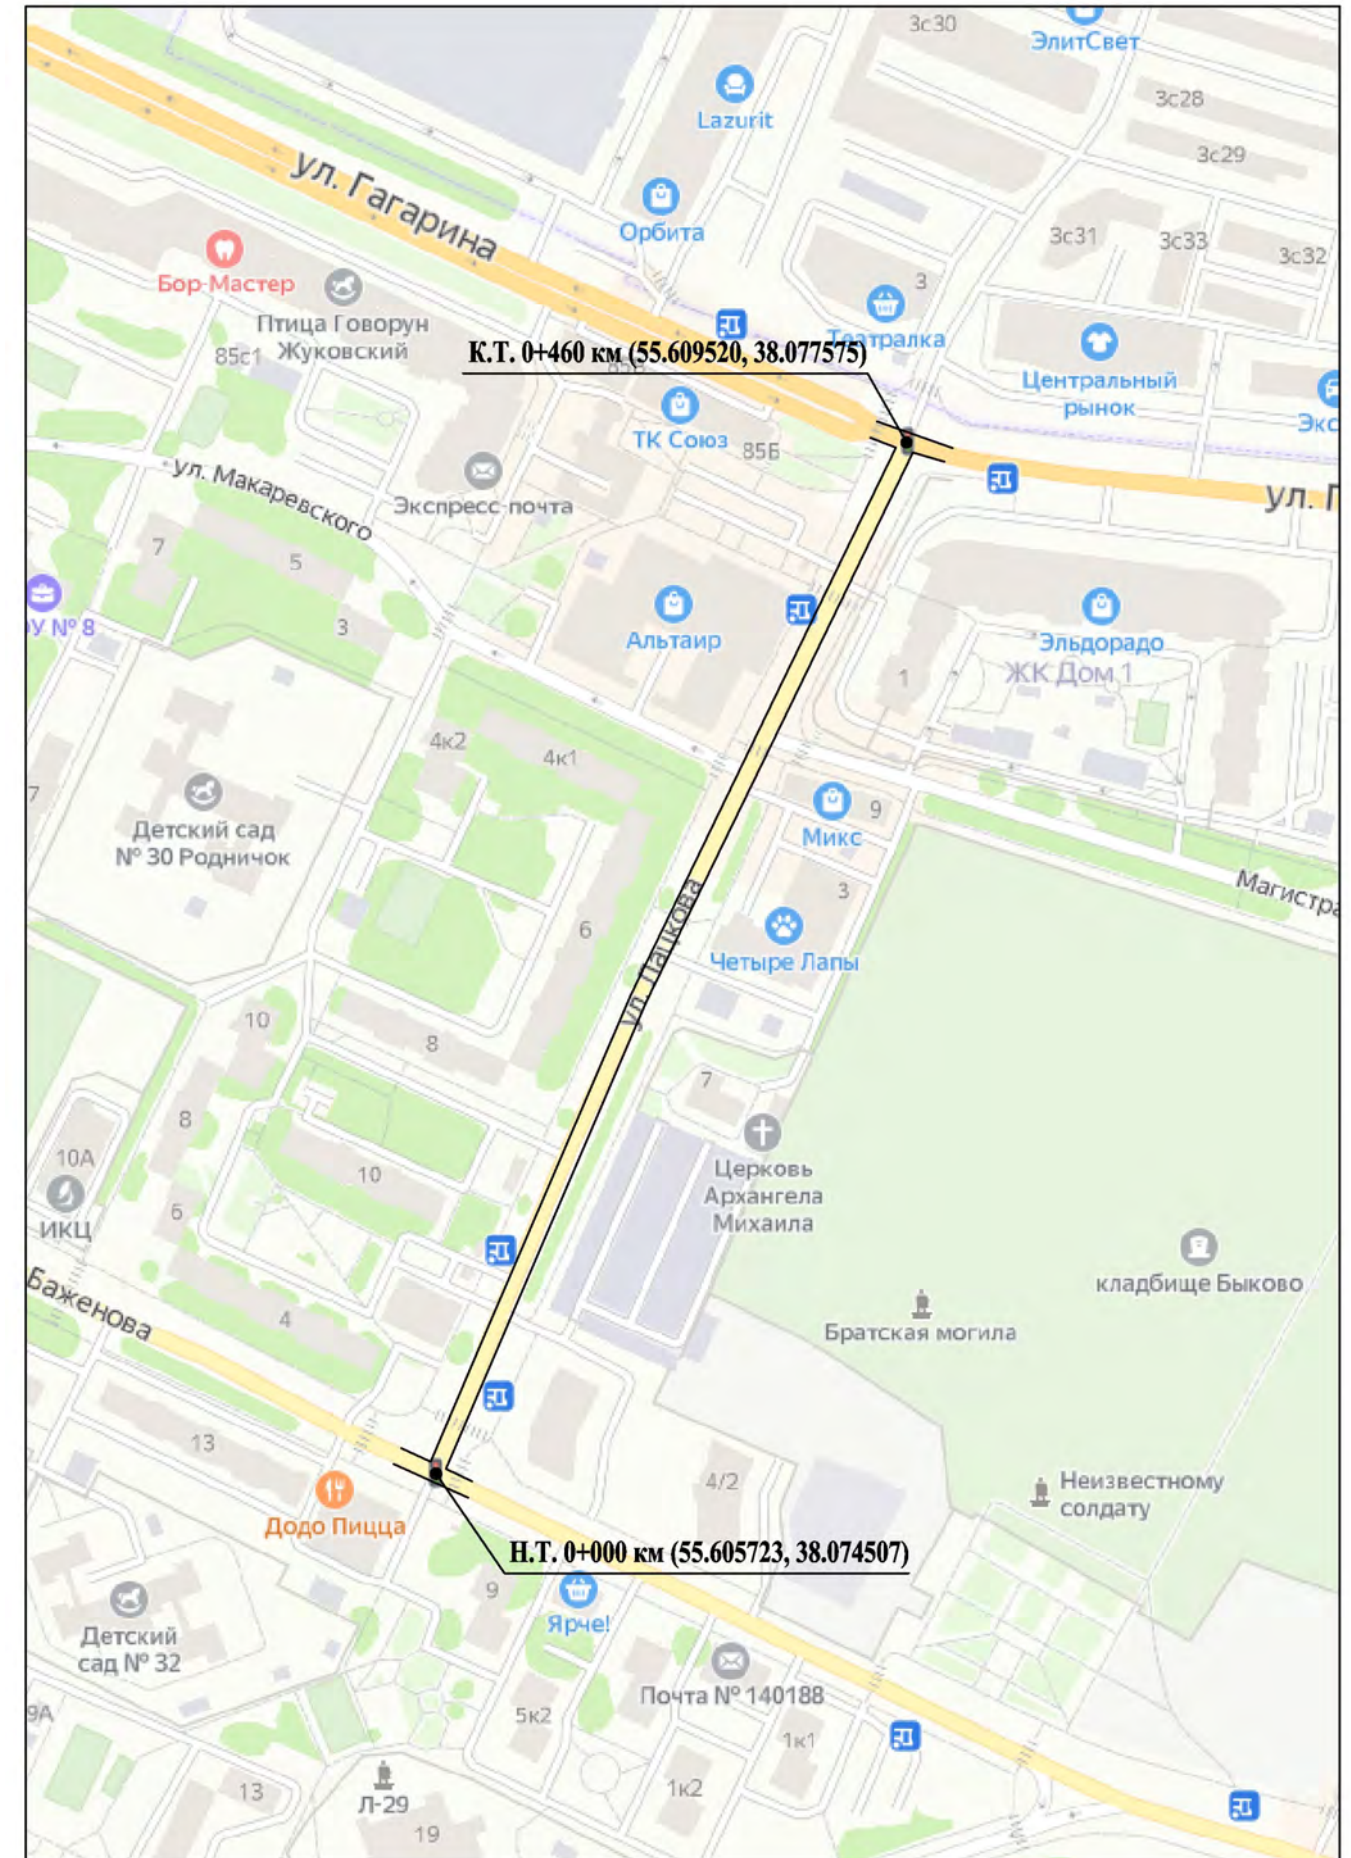 3с30
ЭлитСвет
Lazurit
3с28
3с29
ул. Гагарина
Орбита
3с31
3с33
3с32
Бор-Мастер
3
Птица Говорун
Жуковский
85с1
Театралка
К.Т. 0+460 км (55.609520, 38.077575)
Центральный
рынок
ТК Союз
85Б
ул. Макаревского
Экспресс-почта
7
5
3
Альтаир
Эльдорадо
ЖК Дом 1
1
4к2
4к1
7
Детский сад
№ 30 Родничок
Микс
9
3
6
ул. Лацкова
Четыре Лапы
10
8
7
8
10А
ИКЦ
10
6
Церковь
Архангела
Михаила
кладбище Быково
Баженова
4
Братская могила
13
4/2
Неизвестному
солдату
Додо Пицца
Н.Т. 0+000 км (55.605723, 38.074507)
9
Ярче!
Детский
сад № 32
Почта № 140188
9А
5к2
1к1
13
Л-29
1к2
19